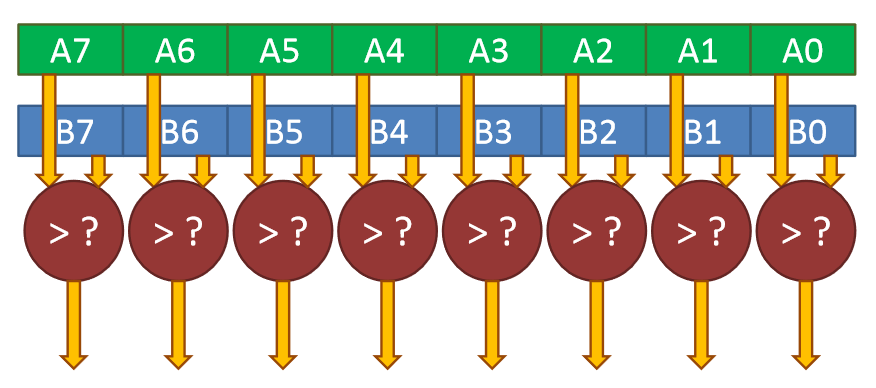 A7 A6 A5 A4 A3 A2 A1 A0
B7 B6 B5 B4 B3 B2 B1 B0
> ? > ? > ? > ? > ? > ? > ? > ?